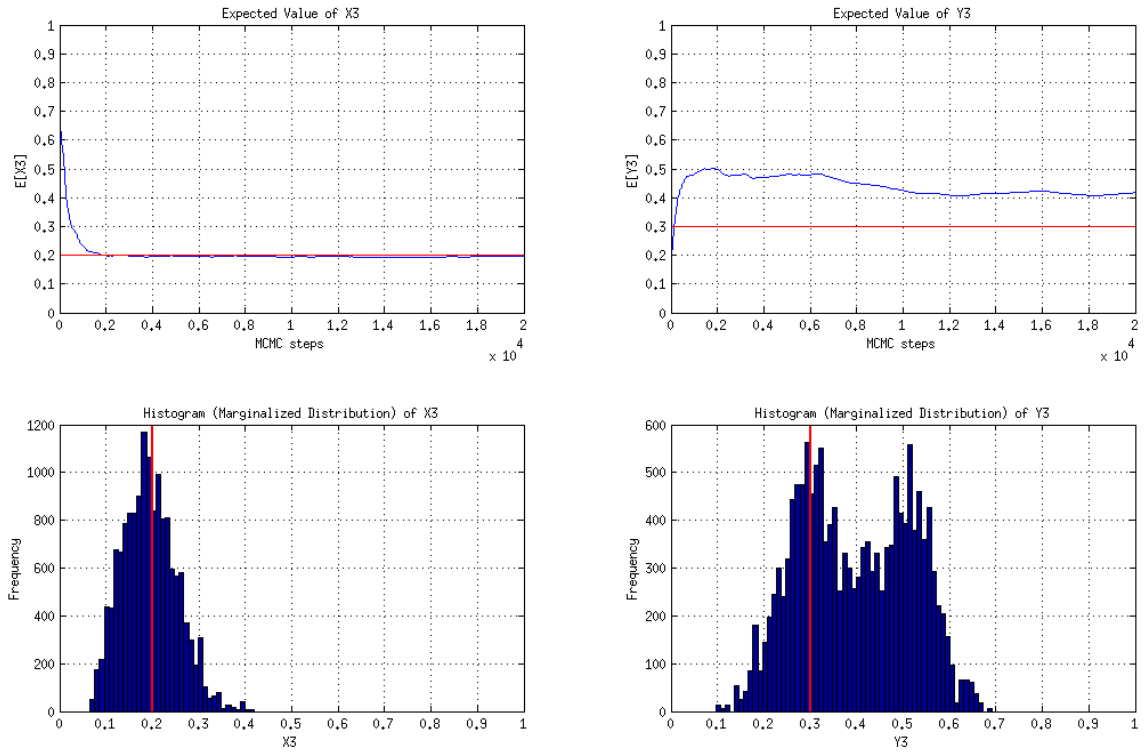 Expected Value of X3
1
0.9
0.8
0.7
0.6
0.5
0.4
0.3
0.2
0.1
0
E[X3]
0 0.2 0.4 0.6 0.8 1 1.2 1.4 1.6 1.8 2
MCMC steps
x 10 4
Expected Value of Y3
1
0.9
0.8
0.7
0.6
0.5
0.4
0.3
0.2
0.1
0
E[Y3]
0 0.2 0.4 0.6 0.8 1 1.2 1.4 1.6 1.8 2
MCMC steps
x 10 4
Histogram (Marginalized Distribution) of X3
1200
1000
800
600
400
200
0
Frequency
0 0.1 0.2 0.3 0.4 0.5 0.6 0.7 0.8 0.9 1
X3
Histogram (Marginalized Distribution) of Y3
600
500
400
300
200
100
0
Frequency
0 0.1 0.2 0.3 0.4 0.5 0.6 0.7 0.8 0.9 1
Y3